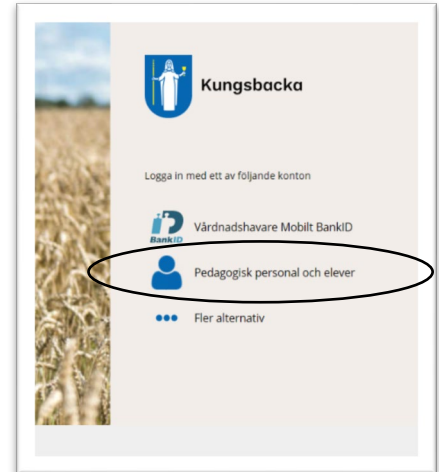 Kungsbacka
Logga in med ett av följande konton
BankID
Vårdnadshavare Mobilt BankID
Pedagogisk personal och elever
Fler alternativ